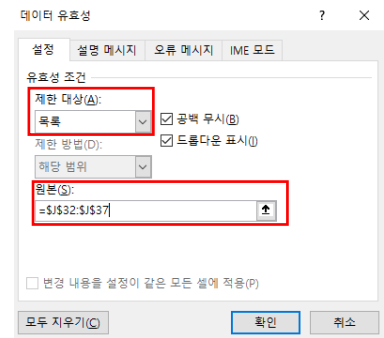 데이터 유효성 ? ×
설정 설명 메시지 오류 메시지 IME 모드
유효성 조건
제한 대상(A):
목록 ☑ 공백 무시(B)
제한 방법(D): ☑ 드롭다운 표시(I)
해당 범위
원본(S):
=$J$32:$J$37
변경 내용을 설정이 같은 모든 셀에 적용(P)
모두 지우기(C) 확인 취소